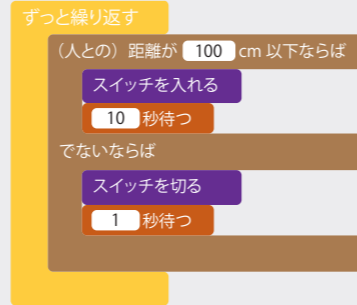 ずっと繰り返す
（人との）距離が 100 cm 以下ならば
スイッチを入れる
10 秒待つ
でないならば
スイッチを切る
1 秒待つ